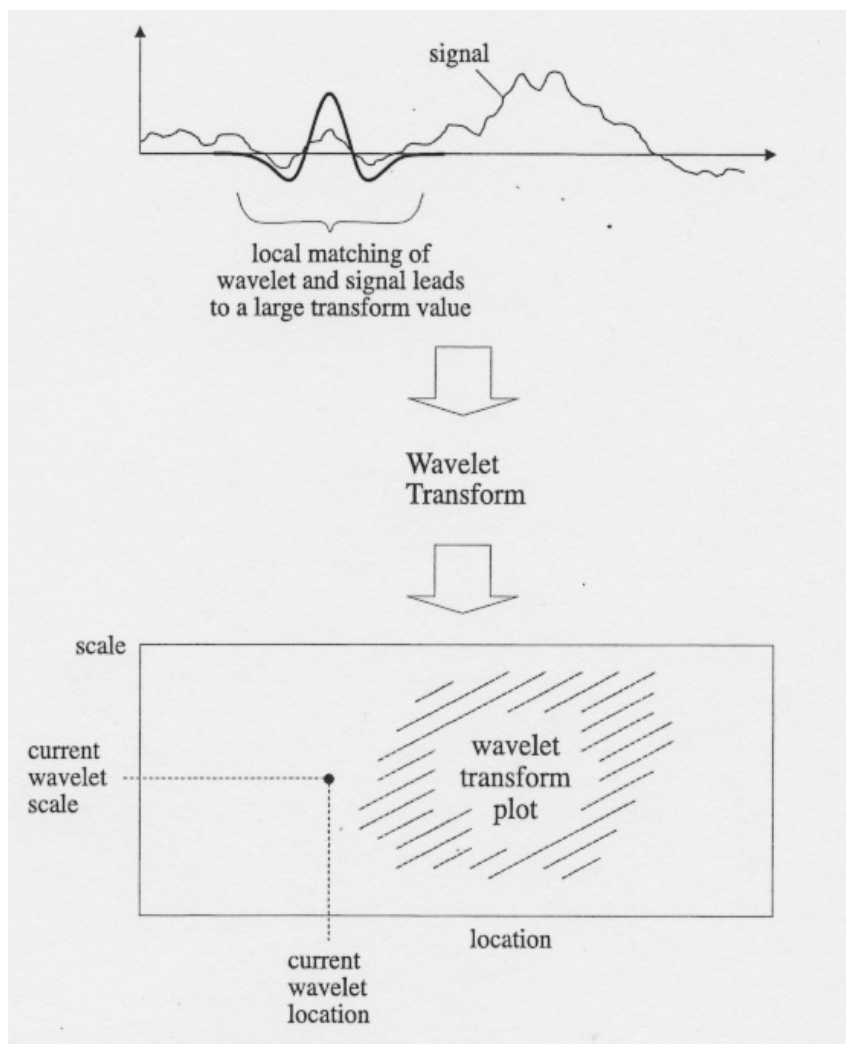 signal
local matching of
wavelet and signal leads
to a large transform value
Wavelet
Transform
scale
wavelet
transform
plot
current
wavelet
scale
location
current
wavelet
location